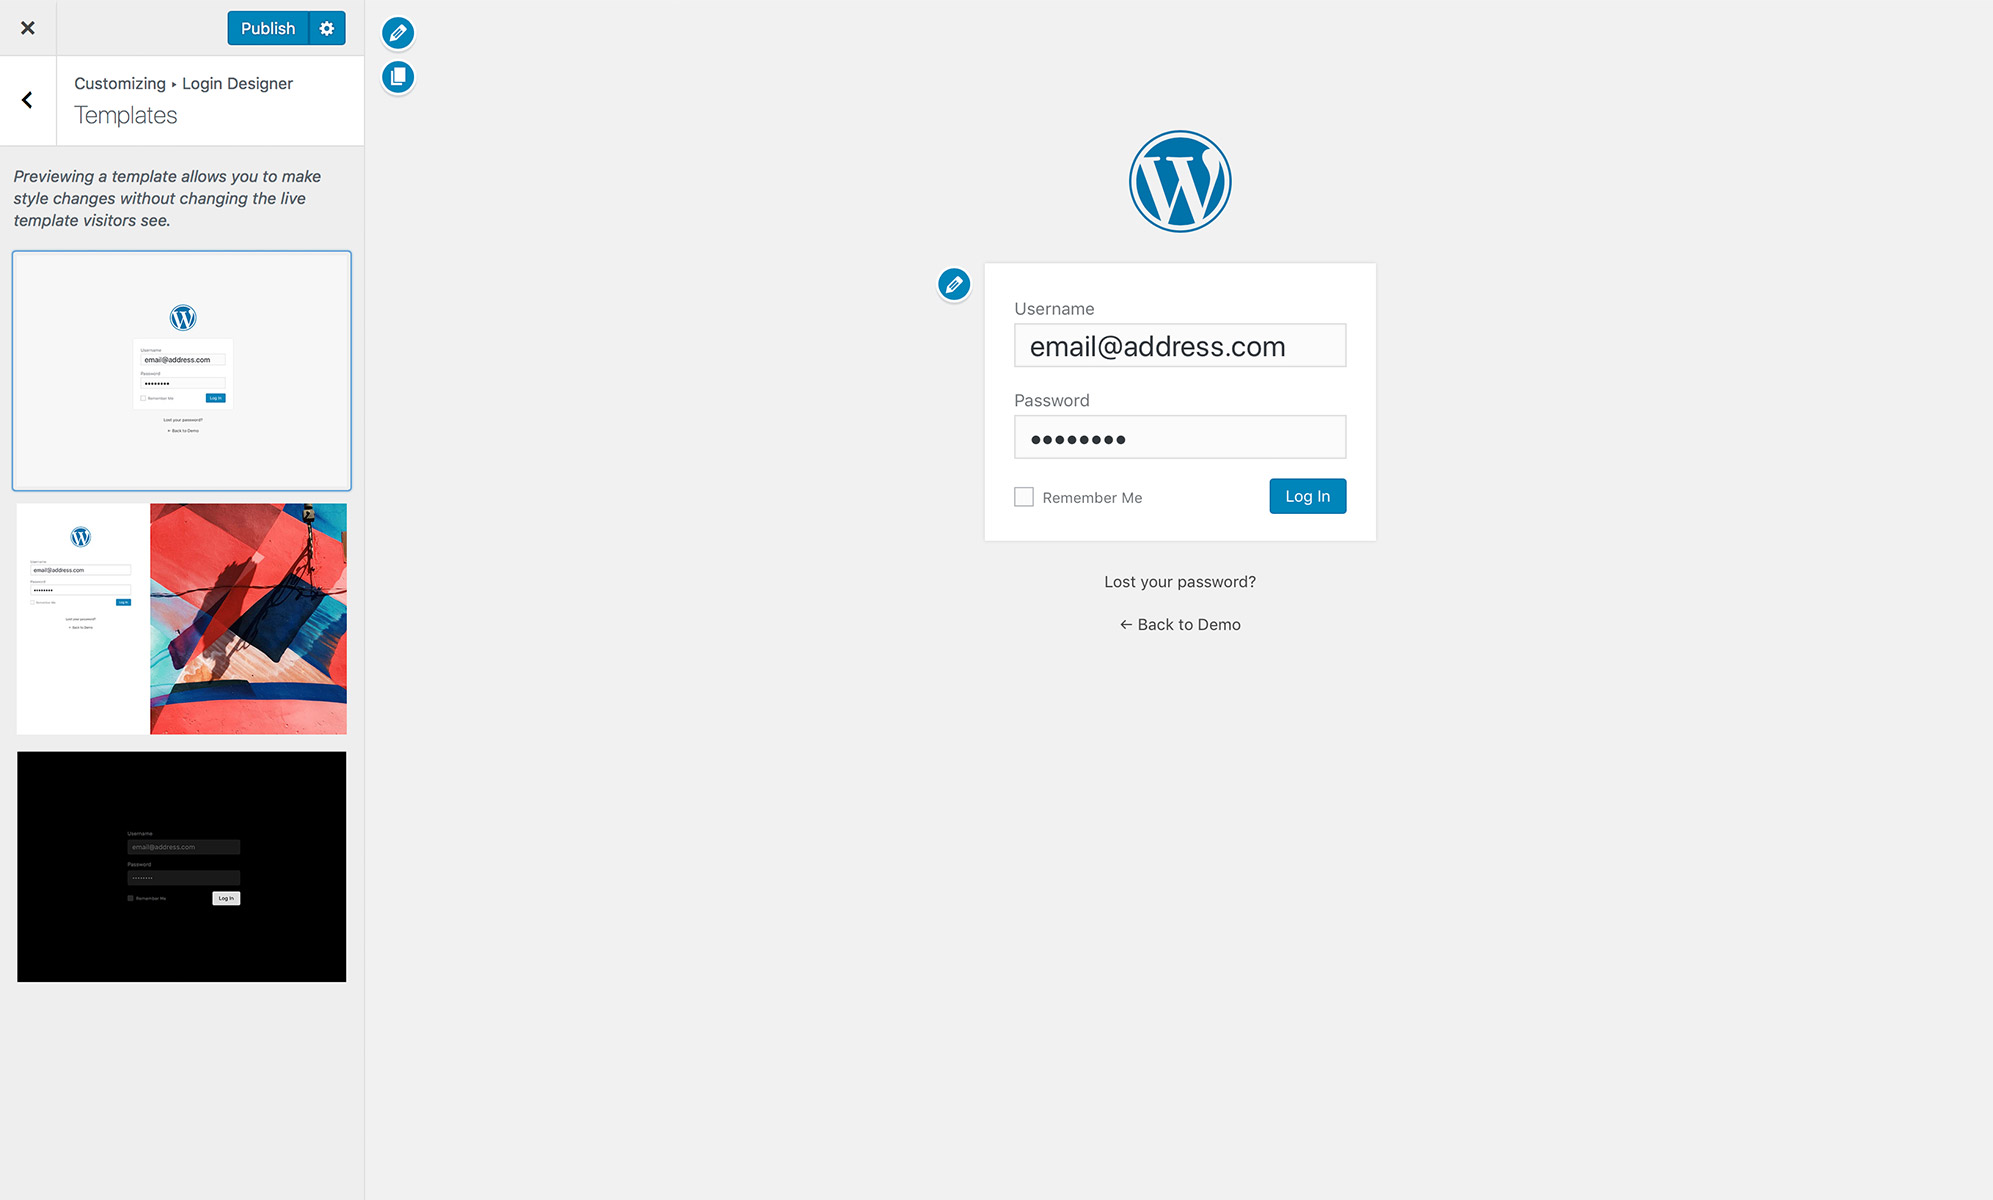 Publish
Customizing ▸ Login Designer
Templates
Previewing a template allows you to make
style changes without changing the live
template visitors see.
Username
email@address.com
Password
••••••••
Remember Me
Log In
Lost your password?
← Back to Demo
Username
email@address.com
Password
••••••••
Remember Me
Log In
Lost your password?
← Back to Demo
Username
email@address.com
Password
••••••••
Remember Me
Log In
Username
email@address.com
Password
••••••••
Remember Me
Log In
Lost your password?
← Back to Demo